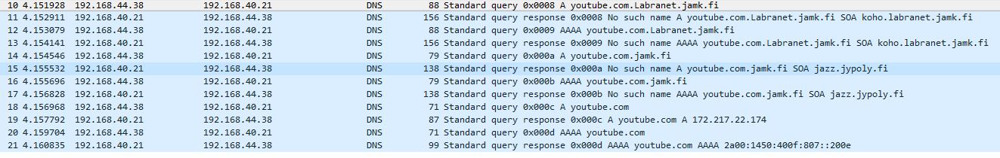 10 4.151928 192.168.44.38 192.168.40.21 DNS 88 Standard query 0x0008 A youtube.com.Labranet.jamk.fi
11 4.152911 192.168.40.21 192.168.44.38 DNS 156 Standard query response 0x0008 No such name A youtube.com.Labranet.jamk.fi SOA koho.labranet.jamk.fi
12 4.153079 192.168.44.38 192.168.40.21 DNS 88 Standard query 0x0009 AAAA youtube.com.Labranet.jamk.fi
13 4.154141 192.168.40.21 192.168.44.38 DNS 156 Standard query response 0x0009 No such name AAAA youtube.com.Labranet.jamk.fi SOA koho.labranet.jamk.fi
14 4.154546 192.168.44.38 192.168.40.21 DNS 79 Standard query 0x000a A youtube.com.jamk.fi
15 4.155532 192.168.40.21 192.168.44.38 DNS 138 Standard query response 0x000a No such name A youtube.com.jamk.fi SOA jazz.jypoly.fi
16 4.155696 192.168.44.38 192.168.40.21 DNS 79 Standard query 0x000b AAAA youtube.com.jamk.fi
17 4.156828 192.168.40.21 192.168.44.38 DNS 138 Standard query response 0x000b No such name AAAA youtube.com.jamk.fi SOA jazz.jypoly.fi
18 4.156968 192.168.44.38 192.168.40.21 DNS 71 Standard query 0x000c A youtube.com
19 4.157792 192.168.40.21 192.168.44.38 DNS 87 Standard query response 0x000c A youtube.com A 172.217.22.174
20 4.159704 192.168.44.38 192.168.40.21 DNS 71 Standard query 0x000d AAAA youtube.com
21 4.160835 192.168.40.21 192.168.44.38 DNS 99 Standard query response 0x000d AAAA youtube.com AAAA 2a00:1450:400f:807::200e